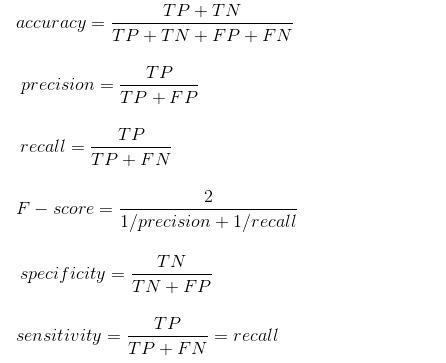 accuracy = \frac{TP + TN}{TP + TN + FP + FN}
precision = \frac{TP}{TP + FP}
recall = \frac{TP}{TP + FN}
F - score = \frac{2}{1/precision + 1/recall}
specificity = \frac{TN}{TN + FP}
sensitivity = \frac{TP}{TP + FN} = recall